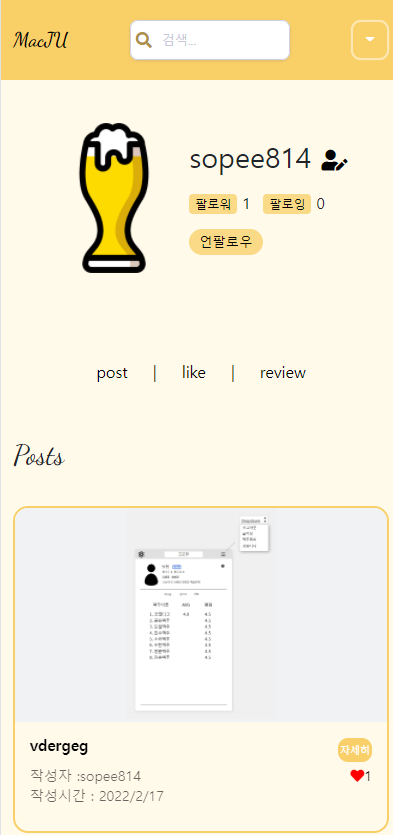 MacJU
검색...
sopee814
팔로워 1 팔로잉 0
언팔로우
post | like | review
Posts
vdergeg
자세히
작성자 :sopee814
1
작성시간 : 2022/2/17